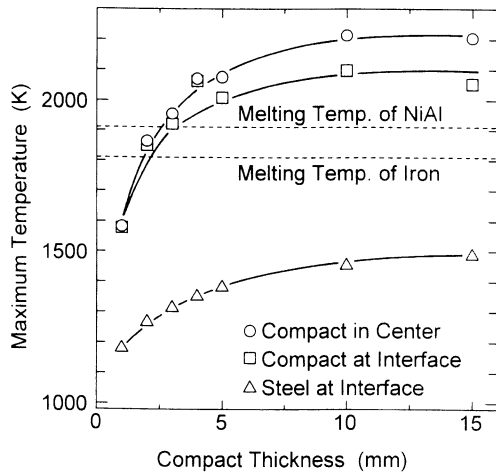 Maximum Temperature (K)
2000
1500
1000
Melting Temp. of NiAl
Melting Temp. of Iron
Compact in Center
Compact at Interface
Steel at Interface
0 5 10 15
Compact Thickness (mm)